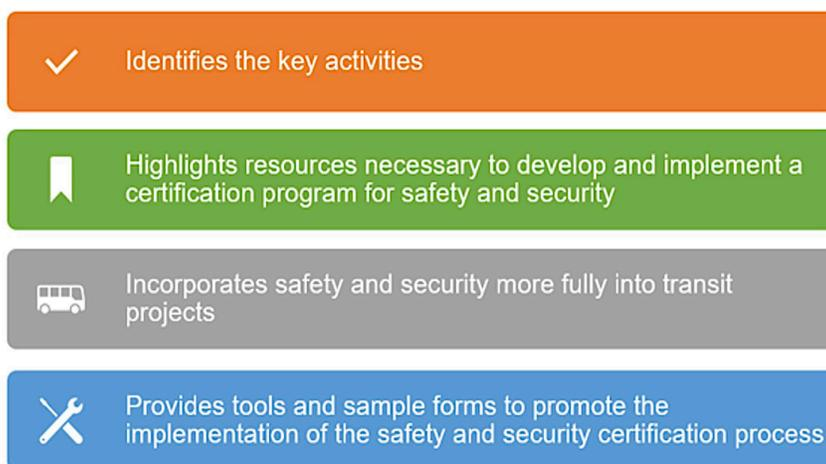 Identifies the key activities
Highlights resources necessary to develop and implement a
certification program for safety and security
Incorporates safety and security more fully into transit
projects
Provides tools and sample forms to promote the
implementation of the safety and security certification process